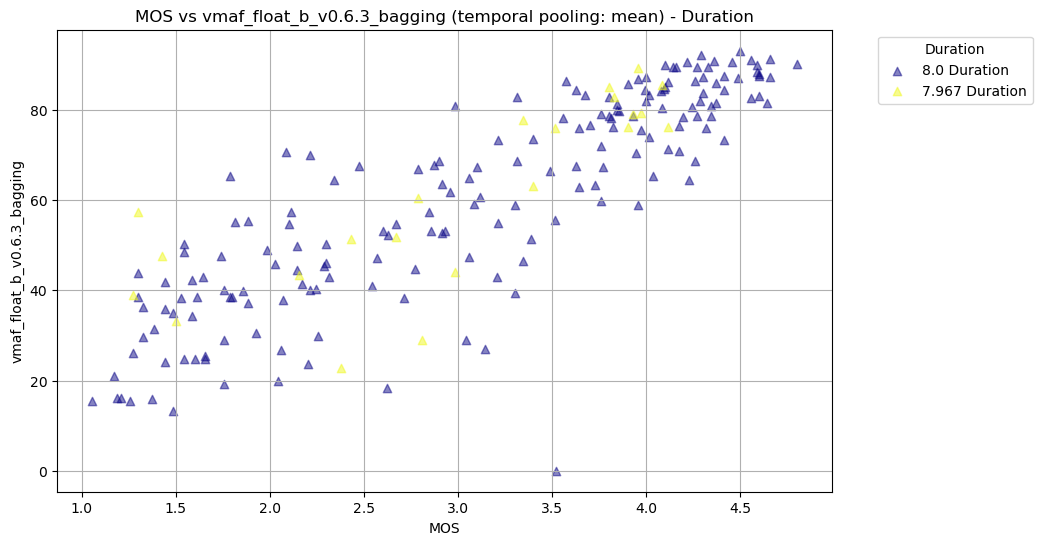 MOS vs vmaf_float_b_v0.6.3_bagging (temporal pooling: mean) - Duration
Duration
8.0 Duration
7.967 Duration
vmaf_float_b_v0.6.3_bagging
80
60
40
20
0
1.0 1.5 2.0 2.5 3.0 3.5 4.0 4.5
MOS